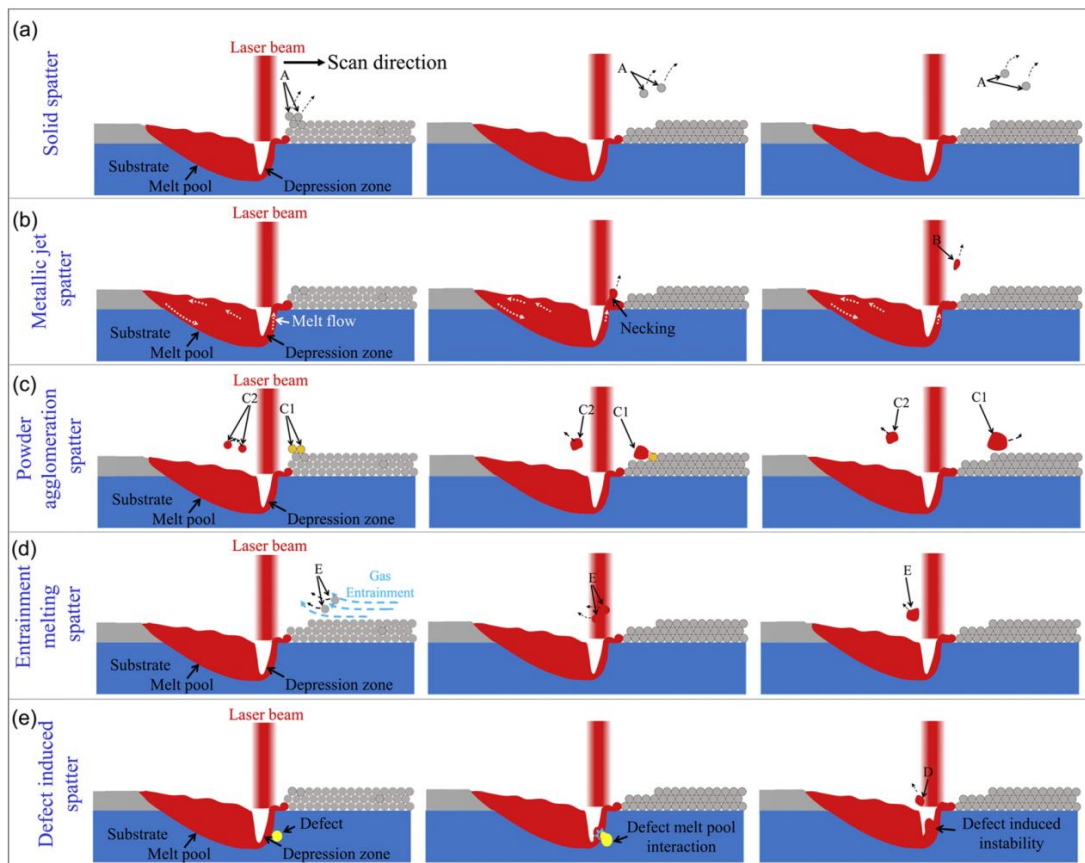 (a)
Solid spatter
Laser beam
Scan direction
A
A
A
Substrate
Melt pool
Depression zone
(b)
Metallic jet
spatter
Laser beam
B
Melt flow
Necking
Substrate
Melt pool
Depression zone
(c)
Powder
agglomeration
spatter
Laser beam
C2
C1
C2
C1
C2
C1
Substrate
Melt pool
Depression zone
(d)
Entrainment
melting
spatter
Laser beam
E
Gas
Entrainment
E
E
Substrate
Melt pool
Depression zone
(e)
Defect induced
spatter
Laser beam
D
Substrate
Defect
Melt pool
Depression zone
Defect melt pool
interaction
Defect induced
instability